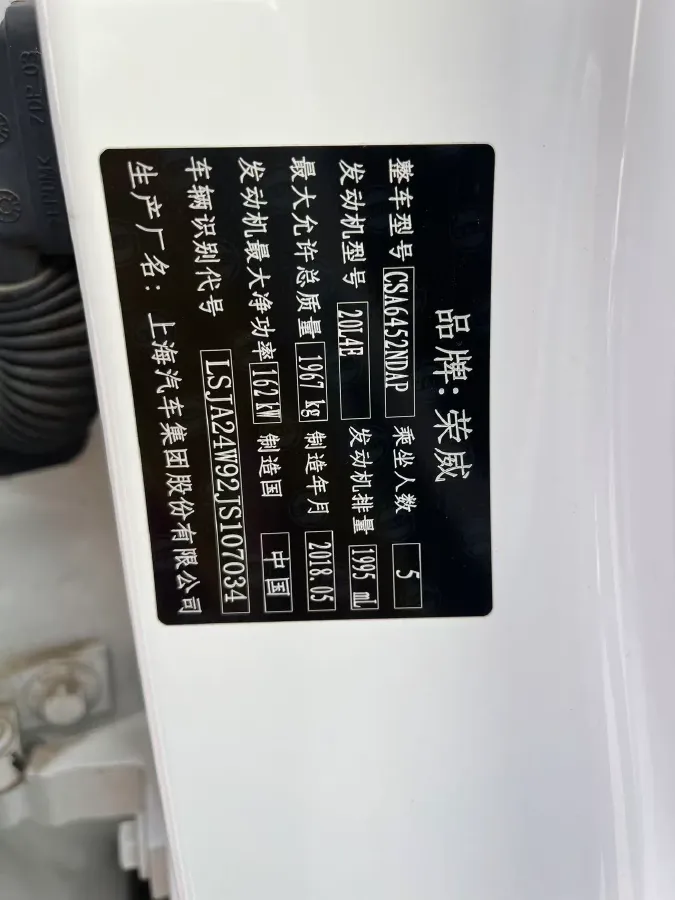 品牌: 荣威
整车型号 CSA6452NDAP 乘坐人数 5
发动机型号 20L4E 发动机排量 1995 mL
最大允许总质量 1967 kg 制造年月 2018.05
发动机最大净功率 162 kW 制造国 中国
车辆识别代号 LSJA24W92JS107034
生产厂名: 上海汽车集团股份有限公司